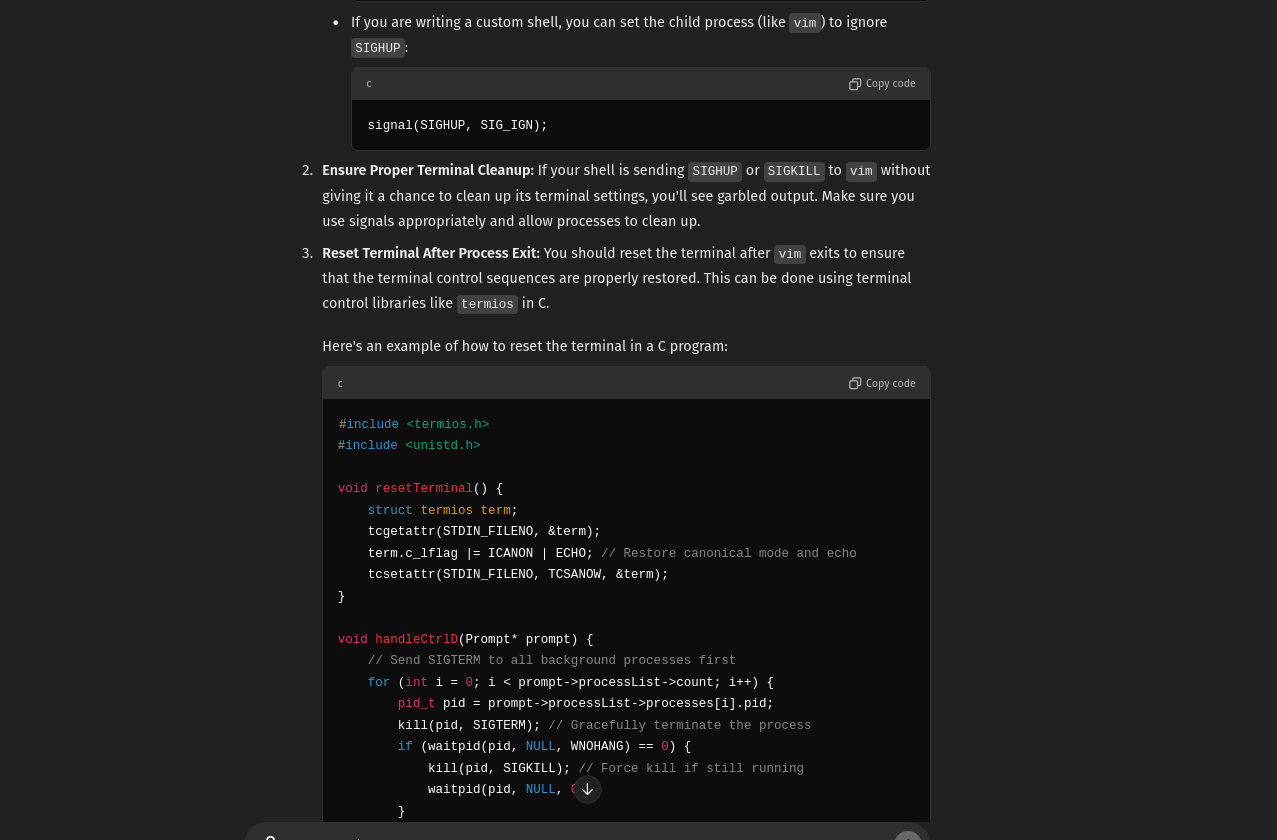 • If you are writing a custom shell, you can set the child process (like vim) to ignore
SIGHUP:
c Copy code
signal(SIGHUP, SIG_IGN);
2. Ensure Proper Terminal Cleanup: If your shell is sending SIGHUP or SIGKILL to vim without
giving it a chance to clean up its terminal settings, you'll see garbled output. Make sure you
use signals appropriately and allow processes to clean up.
3. Reset Terminal After Process Exit: You should reset the terminal after vim exits to ensure
that the terminal control sequences are properly restored. This can be done using terminal
control libraries like termios in C.
Here's an example of how to reset the terminal in a C program:
c Copy code
#include <termios.h>
#include <unistd.h>
void resetTerminal() {
    struct termios term;
    tcgetattr(STDIN_FILENO, &term);
    term.c_lflag |= ICANON | ECHO; // Restore canonical mode and echo
    tcsetattr(STDIN_FILENO, TCSANOW, &term);
}
void handleCtrlD(Prompt* prompt) {
    // Send SIGTERM to all background processes first
    for (int i = 0; i < prompt->processList->count; i++) {
        pid_t pid = prompt->processList->processes[i].pid;
        kill(pid, SIGTERM); // Gracefully terminate the process
        if (waitpid(pid, NULL, WNOHANG) == 0) {
            kill(pid, SIGKILL); // Force kill if still running
            waitpid(pid, NULL,
        }